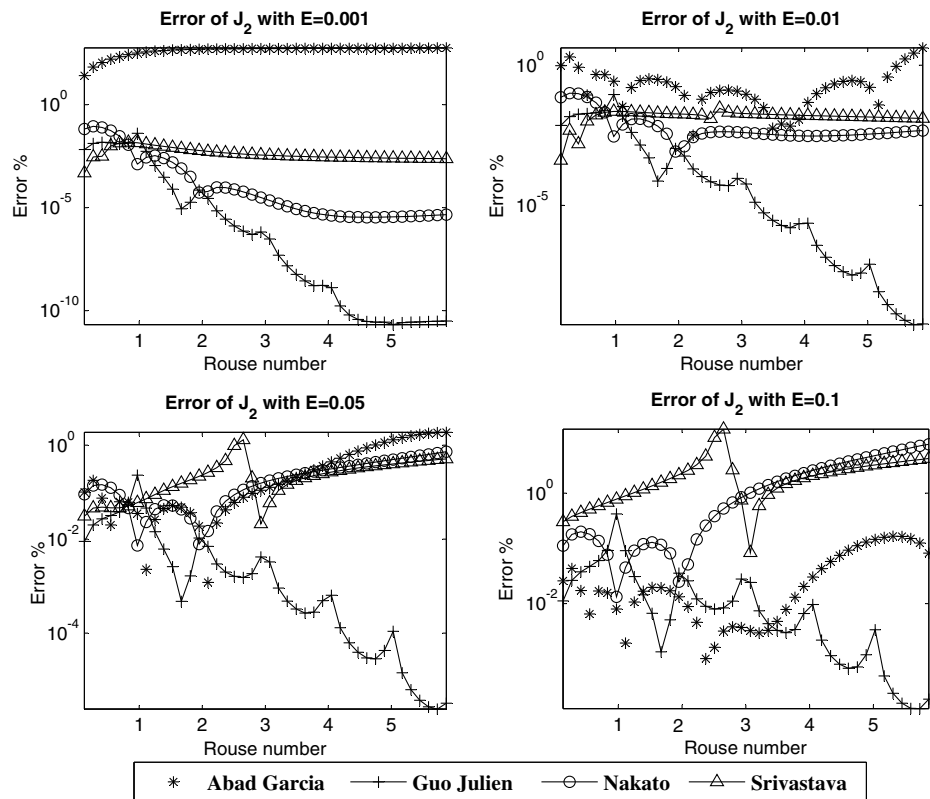 Error of J2 with E=0.001
Error %
10^0
10^-5
10^-10
1 2 3 4 5
Rouse number
Error of J2 with E=0.01
Error %
10^0
10^-5
1 2 3 4 5
Rouse number
Error of J2 with E=0.05
Error %
10^0
10^-2
10^-4
1 2 3 4 5
Rouse number
Error of J2 with E=0.1
Error %
10^0
10^-2
1 2 3 4 5
Rouse number
Abad Garcia Guo Julien Nakato Srivastava